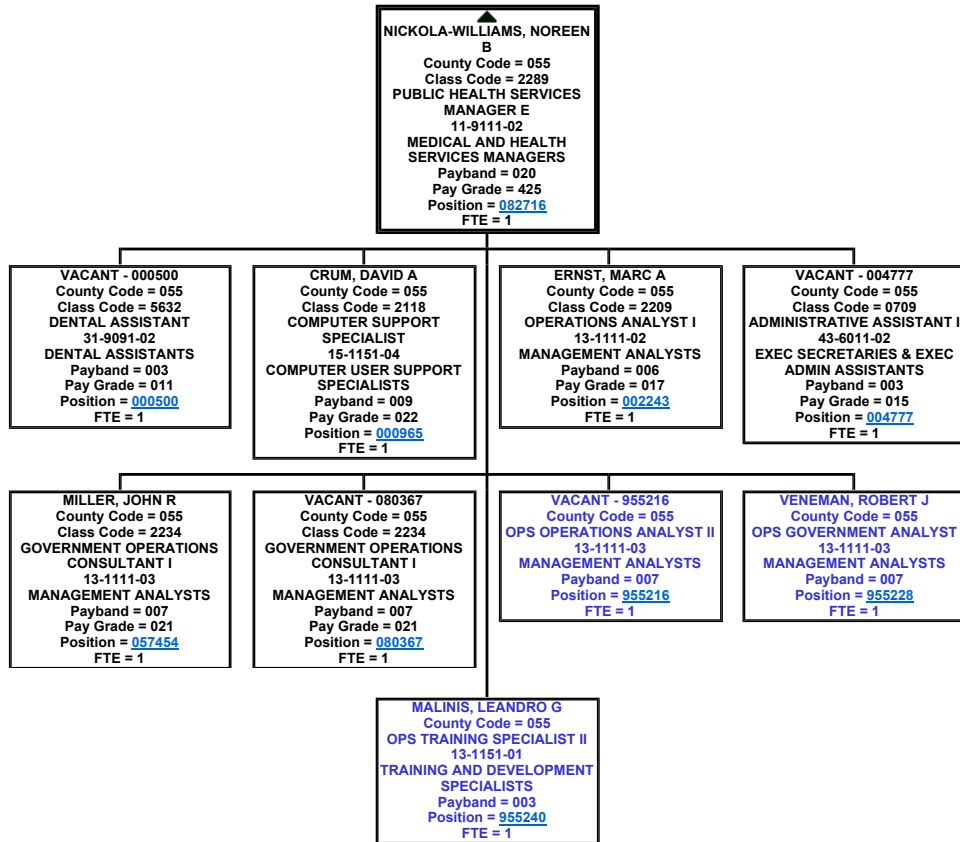 NICKOLA-WILLIAMS, NOREEN
B
County Code = 055
Class Code = 2289
PUBLIC HEALTH SERVICES
MANAGER E
11-9111-02
MEDICAL AND HEALTH
SERVICES MANAGERS
Payband = 020
Pay Grade = 425
Position = 082716
FTE = 1
VACANT - 000500
County Code = 055
Class Code = 5632
DENTAL ASSISTANT
31-9091-02
DENTAL ASSISTANTS
Payband = 003
Pay Grade = 011
Position = 000500
FTE = 1
CRUM, DAVID A
County Code = 055
Class Code = 2118
COMPUTER SUPPORT
SPECIALIST
15-1151-04
COMPUTER USER SUPPORT
SPECIALISTS
Payband = 009
Pay Grade = 022
Position = 000965
FTE = 1
ERNST, MARC A
County Code = 055
Class Code = 2209
OPERATIONS ANALYST I
13-1111-02
MANAGEMENT ANALYSTS
Payband = 006
Pay Grade = 017
Position = 002243
FTE = 1
VACANT - 004777
County Code = 055
Class Code = 0709
ADMINISTRATIVE ASSISTANT I
43-6011-02
EXEC SECRETARIES & EXEC
ADMIN ASSISTANTS
Payband = 003
Pay Grade = 015
Position = 004777
FTE = 1
MILLER, JOHN R
County Code = 055
Class Code = 2234
GOVERNMENT OPERATIONS
CONSULTANT I
13-1111-03
MANAGEMENT ANALYSTS
Payband = 007
Pay Grade = 021
Position = 057454
FTE = 1
VACANT - 080367
County Code = 055
Class Code = 2234
GOVERNMENT OPERATIONS
CONSULTANT I
13-1111-03
MANAGEMENT ANALYSTS
Payband = 007
Pay Grade = 021
Position = 080367
FTE = 1
VACANT - 955216
County Code = 055
OPS OPERATIONS ANALYST II
13-1111-03
MANAGEMENT ANALYSTS
Payband = 007
Position = 955216
FTE = 1
VENEMAN, ROBERT J
County Code = 055
OPS GOVERNMENT ANALYST
13-1111-03
MANAGEMENT ANALYSTS
Payband = 007
Position = 955228
FTE = 1
MALINIS, LEANDRO G
County Code = 055
OPS TRAINING SPECIALIST II
13-1151-01
TRAINING AND DEVELOPMENT
SPECIALISTS
Payband = 003
Position = 955240
FTE = 1